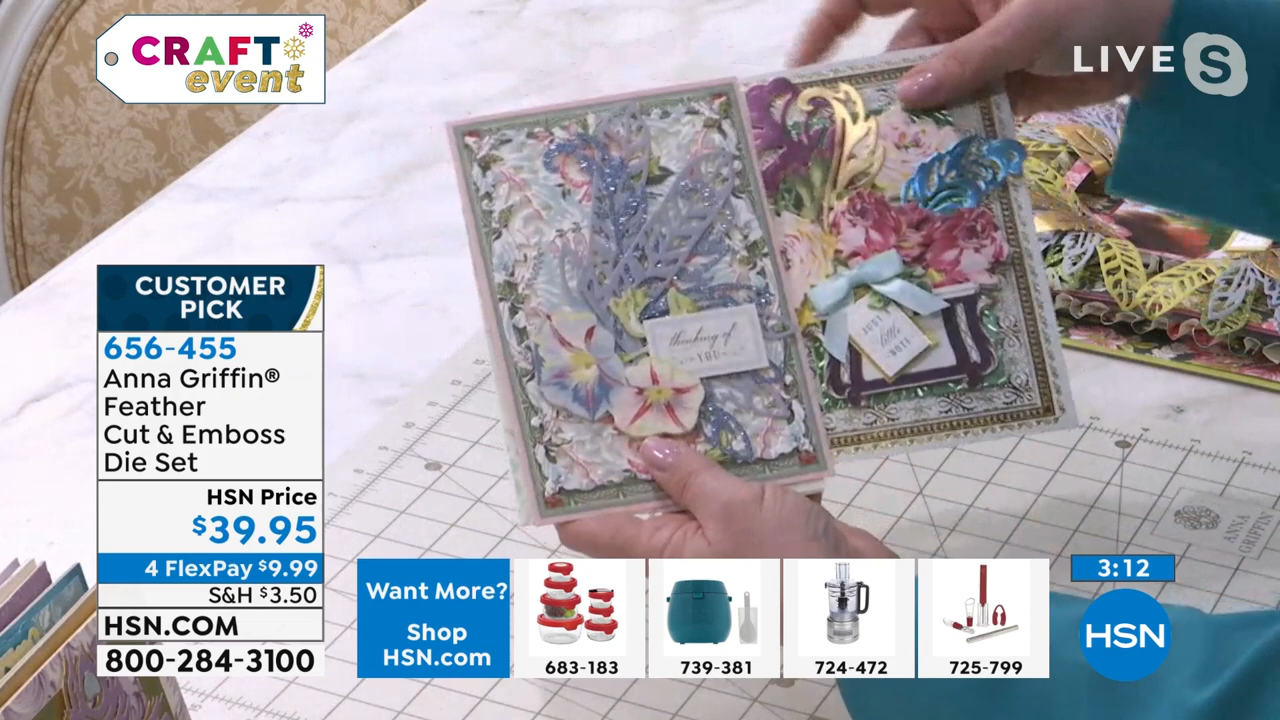 CRAFT
event
LIVE S
thinking of
YOU
JUST
little
NOTE
CUSTOMER
PICK
656-455
Anna Griffin®
Feather
Cut & Emboss
Die Set
HSN Price
$39.95
4 FlexPay $9.99
S&H $3.50
HSN.COM
800-284-3100
Want More?
Shop
HSN.com
683-183
739-381
724-472
725-799
3:12
HSN
ANNA
GRIFFIN